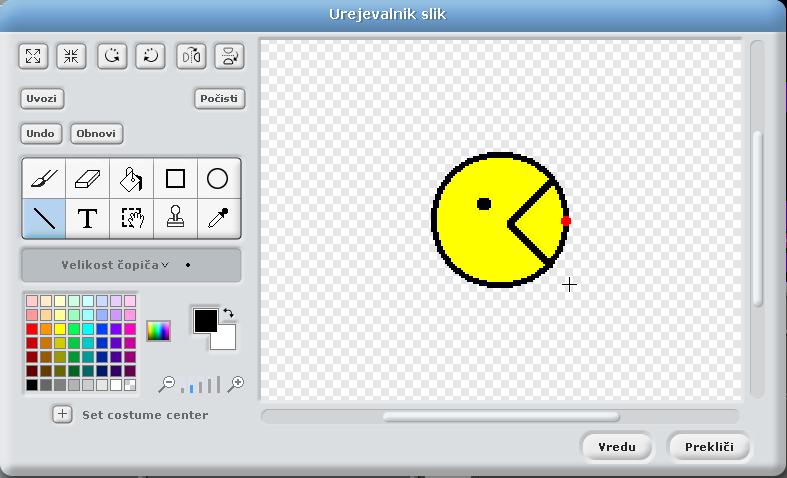 Urejevalnik slik
Uvozi
Počisti
Undo
Obnovi
T
Velikost čopiča
Set costume center
Vredu
Prekliči